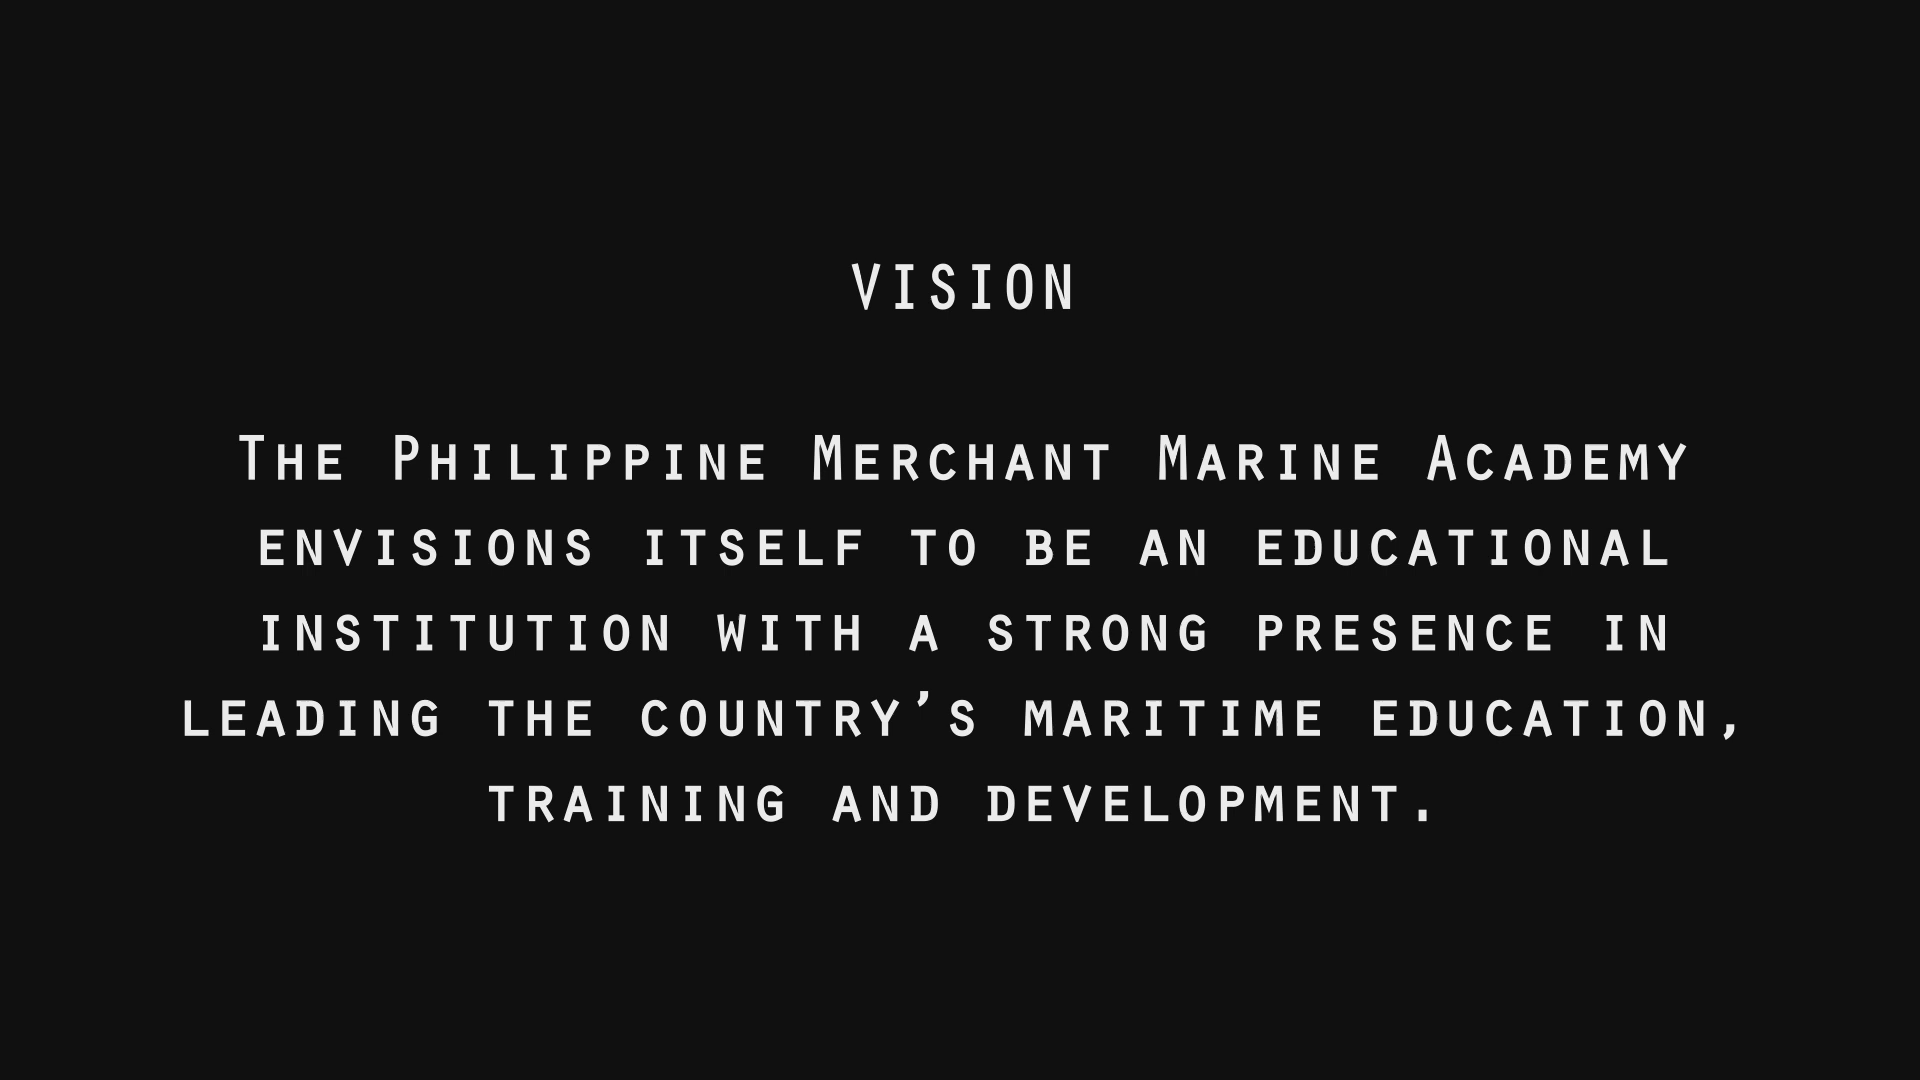 VISION
The Philippine Merchant Marine Academy
envisions itself to be an educational
institution with a strong presence in
leading the country’s maritime education,
training and development.